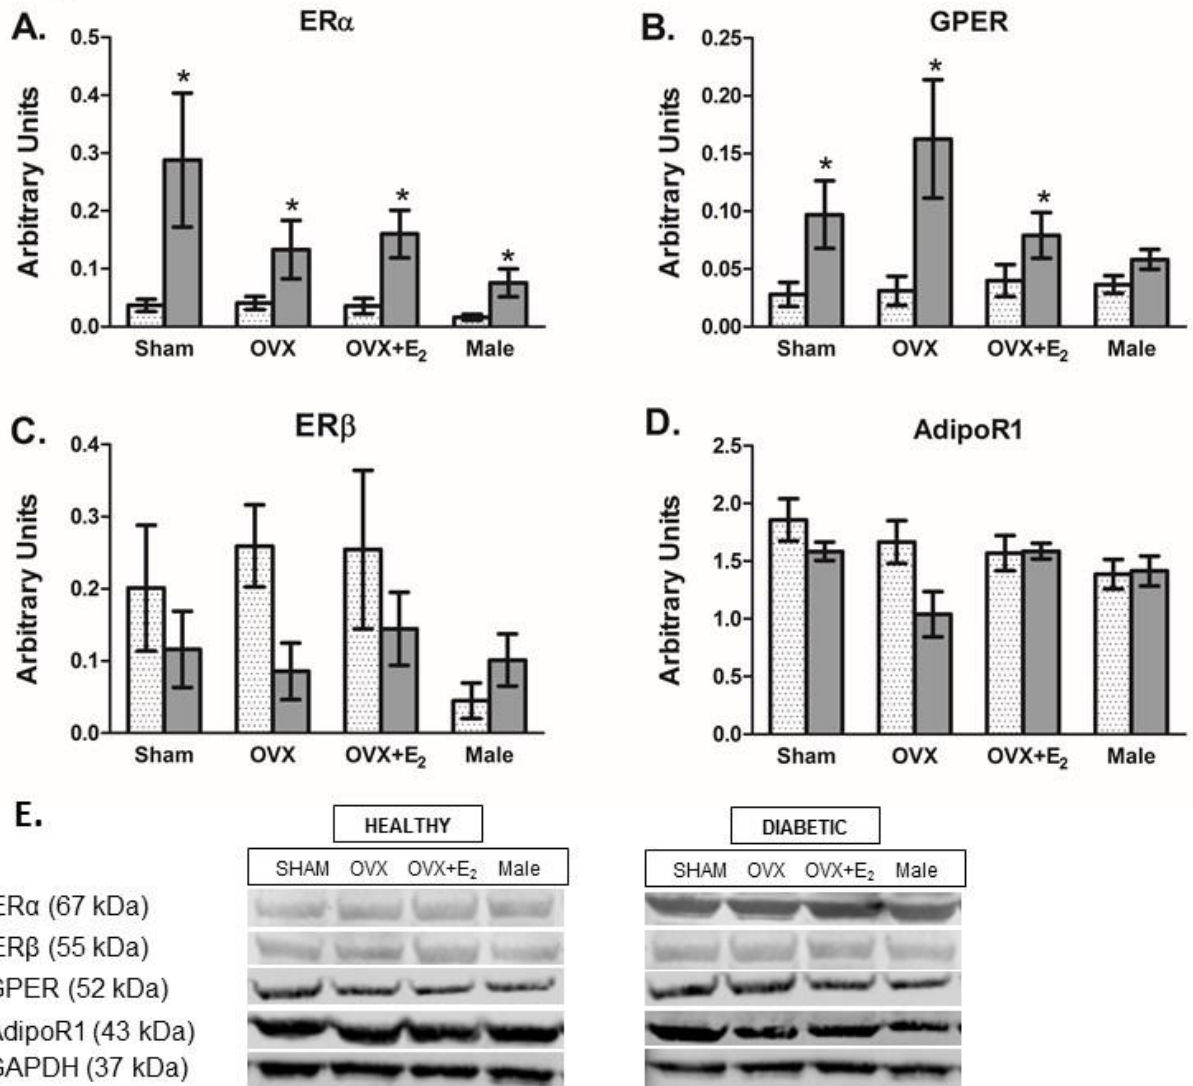 A.
ERα
Arbitrary Units
0.5
0.4
0.3
0.2
0.1
0.0
*
*
*
*
Sham OVX OVX+E₂ Male
B.
GPER
Arbitrary Units
0.25
0.20
0.15
0.10
0.05
0.00
*
*
*
Sham OVX OVX+E₂ Male
C.
ERβ
Arbitrary Units
0.4
0.3
0.2
0.1
0.0
Sham OVX OVX+E₂ Male
D.
AdipoR1
Arbitrary Units
2.5
2.0
1.5
1.0
0.5
0.0
Sham OVX OVX+E₂ Male
E.
HEALTHY
DIABETIC
SHAM OVX OVX+E₂ Male
SHAM OVX OVX+E₂ Male
ERα (67 kDa)
ERβ (55 kDa)
GPER (52 kDa)
AdipoR1 (43 kDa)
GAPDH (37 kDa)